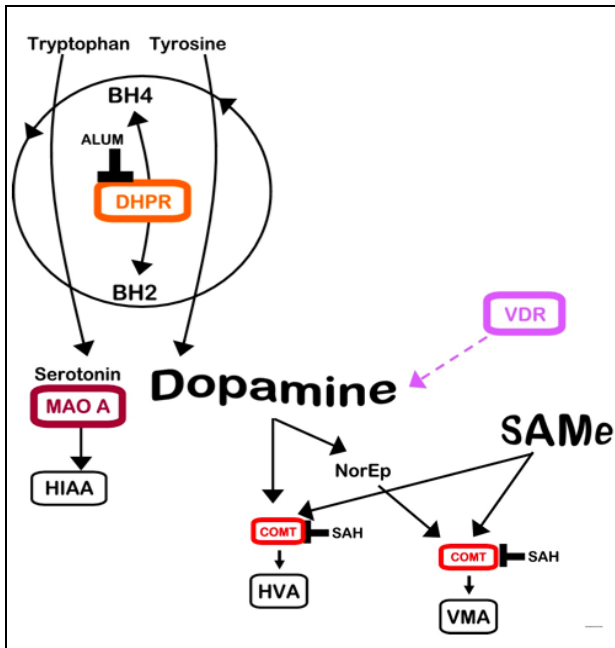 Tryptophan Tyrosine
BH4
ALUM
DHPR
BH2
VDR
Serotonin
Dopamine
MAO A
SAMe
NorEp
HIAA
COMT SAH
COMT SAH
HVA
VMA